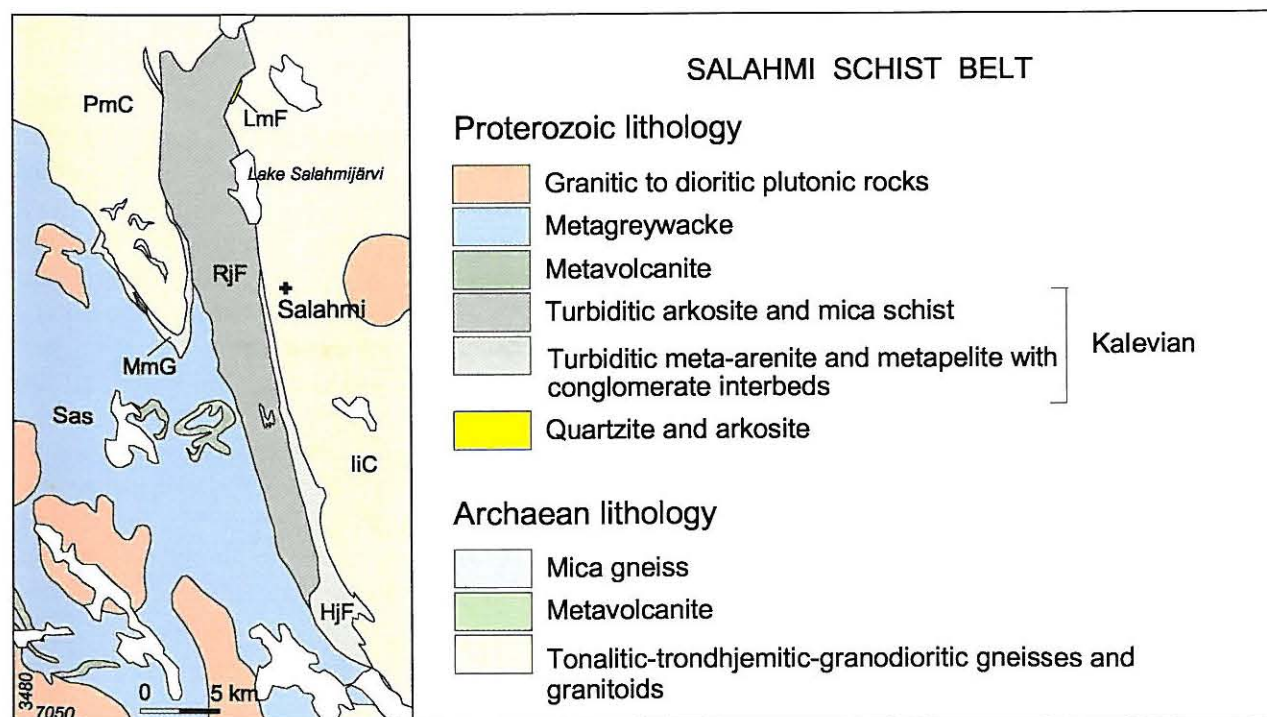 SALAHMI SCHIST BELT
PmC
LmF
Lake Salahmijärvi
RjF
Salahmi
MmG
Sas
IiC
HjF
0 5 km
3480
7050
Proterozoic lithology
Granitic to dioritic plutonic rocks
Metagreywacke
Metavolcanite
Turbiditic arkosite and mica schist
Turbiditic meta-arenite and metapelite with
conglomerate interbeds
Kalevian
Quartzite and arkosite
Archaean lithology
Mica gneiss
Metavolcanite
Tonalitic-trondhjemitic-granodioritic gneisses and
granitoids